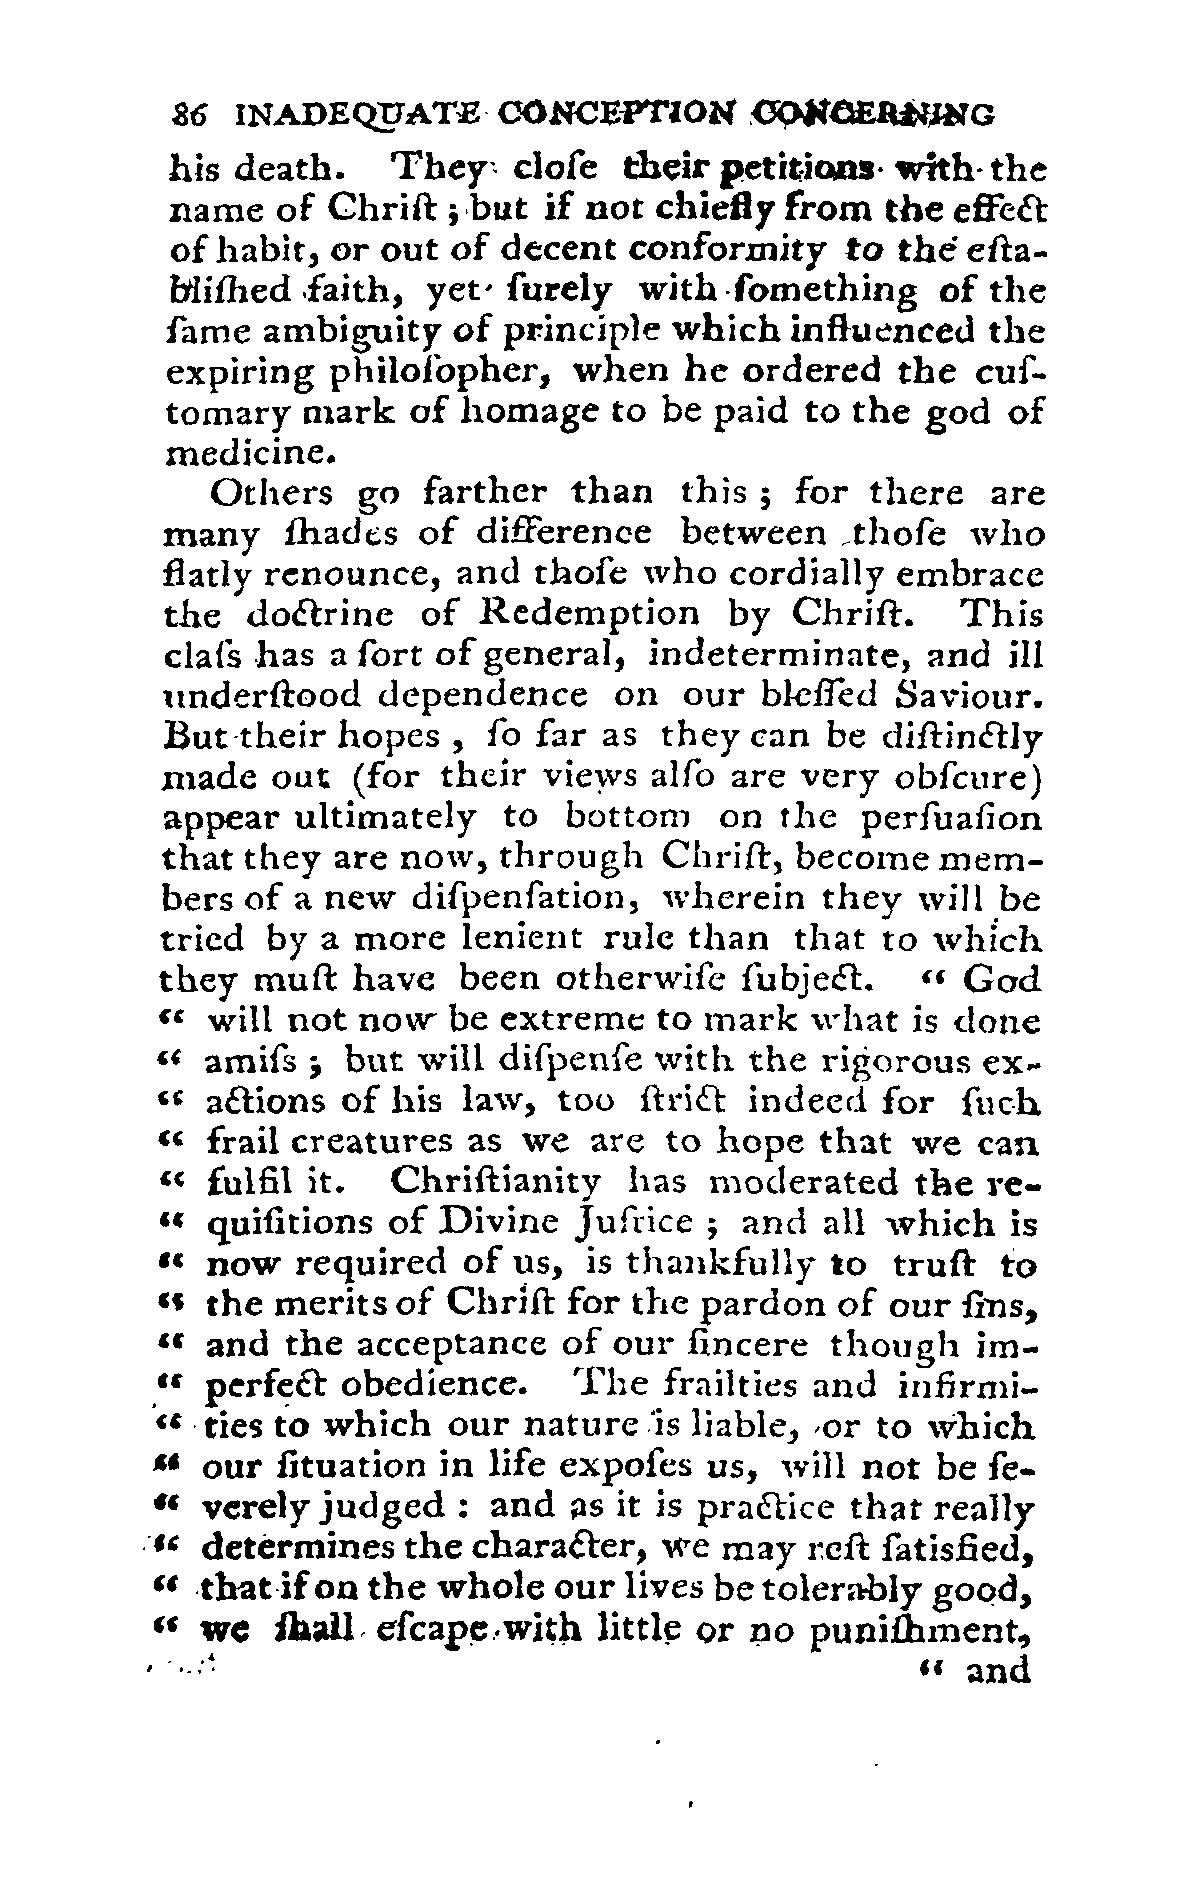 86 INADEQUATE CONCEPTION CONCERNING
his death. They cloſe their petitions with the
name of Chriſt ; but if not chiefly from the effect
of habit, or out of decent conformity to the eſta-
bliſhed faith, yet ſurely with ſomething of the
ſame ambiguity of principle which influenced the
expiring philoſopher, when he ordered the cuſ-
tomary mark of homage to be paid to the god of
medicine.
Others go farther than this ; for there are
many ſhades of difference between thoſe who
flatly renounce, and thoſe who cordially embrace
the doctrine of Redemption by Chriſt. This
claſs has a ſort of general, indeterminate, and ill
underſtood dependence on our bleſſed Saviour.
But their hopes , ſo far as they can be diſtinctly
made out (for their views alſo are very obſcure)
appear ultimately to bottom on the perſuaſion
that they are now, through Chriſt, become mem-
bers of a new diſpenſation, wherein they will be
tried by a more lenient rule than that to which
they muſt have been otherwiſe ſubject. “ God
“ will not now be extreme to mark what is done
“ amiſs ; but will diſpenſe with the rigorous ex-
“ actions of his law, too ſtrict indeed for ſuch
“ frail creatures as we are to hope that we can
“ fulfil it. Chriſtianity has moderated the re-
“ quiſitions of Divine Juſtice ; and all which is
“ now required of us, is thankfully to truſt to
“ the merits of Chriſt for the pardon of our ſins,
“ and the acceptance of our ſincere though im-
“ perfect obedience. The frailties and infirmi-
“ ties to which our nature is liable, or to which
“ our ſituation in life expoſes us, will not be ſe-
“ verely judged : and as it is practice that really
“ determines the character, we may reſt ſatisfied,
“ that if on the whole our lives be tolerably good,
“ we ſhall eſcape with little or no puniſhment,
“ and